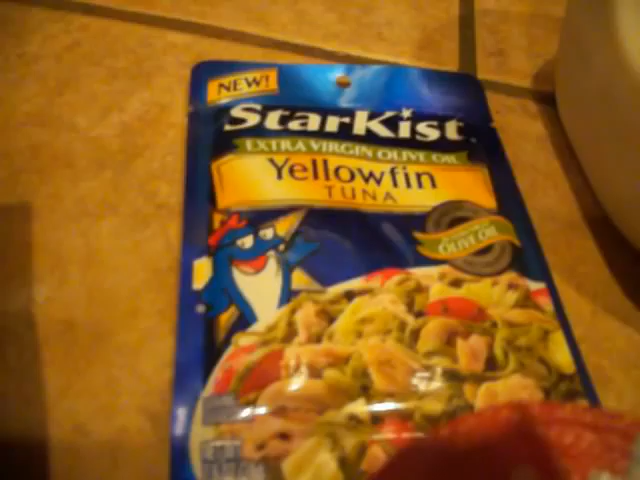 NEW!
StarKist
EXTRA VIRGIN OLIVE OIL
Yellowfin
TUNA
OLIVE OIL